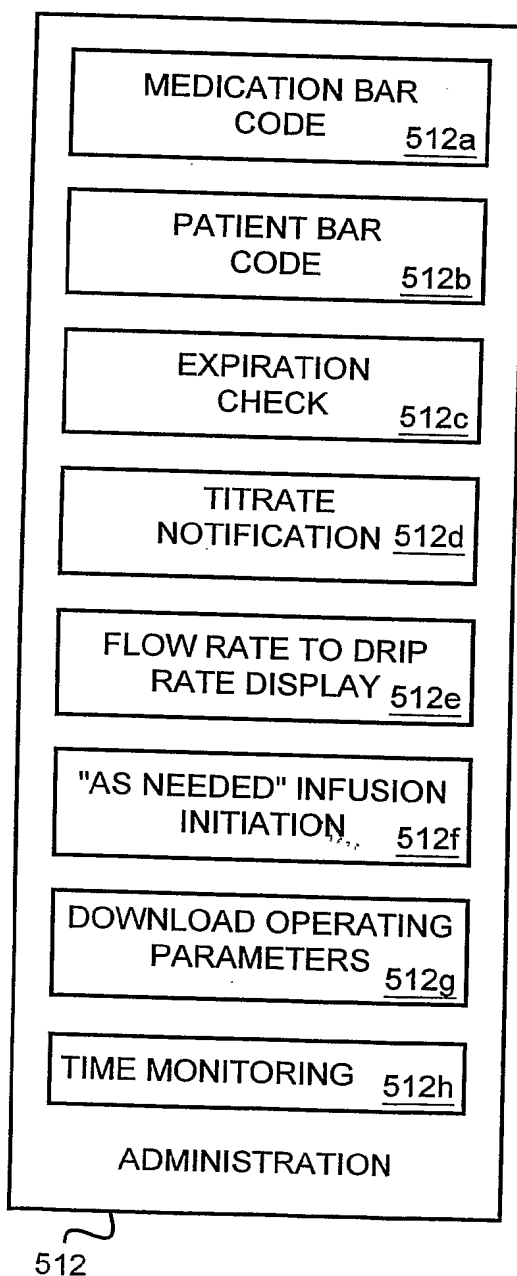 MEDICATION BAR
CODE 512a
PATIENT BAR
CODE 512b
EXPIRATION
CHECK 512c
TITRATE
NOTIFICATION 512d
FLOW RATE TO DRIP
RATE DISPLAY 512e
"AS NEEDED" INFUSION
INITIATION 512f
DOWNLOAD OPERATING
PARAMETERS 512g
TIME MONITORING 512h
ADMINISTRATION
512